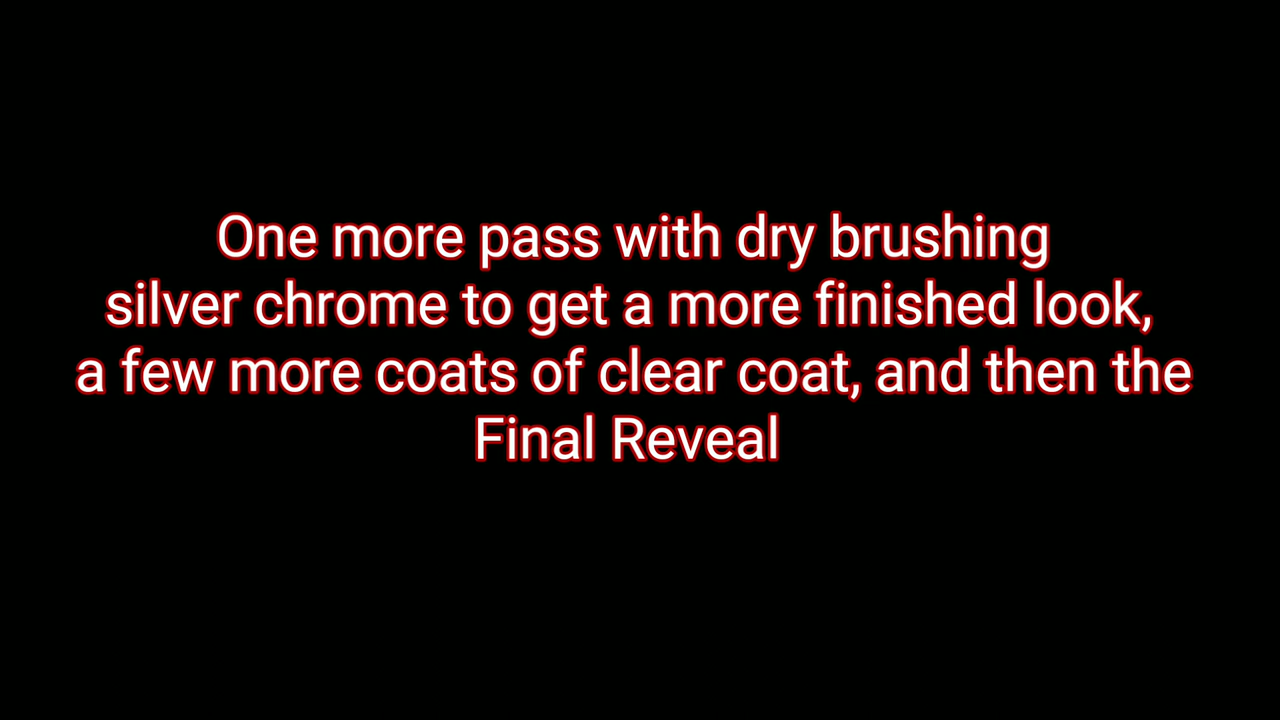 One more pass with dry brushing
silver chrome to get a more finished look,
a few more coats of clear coat, and then the
Final Reveal